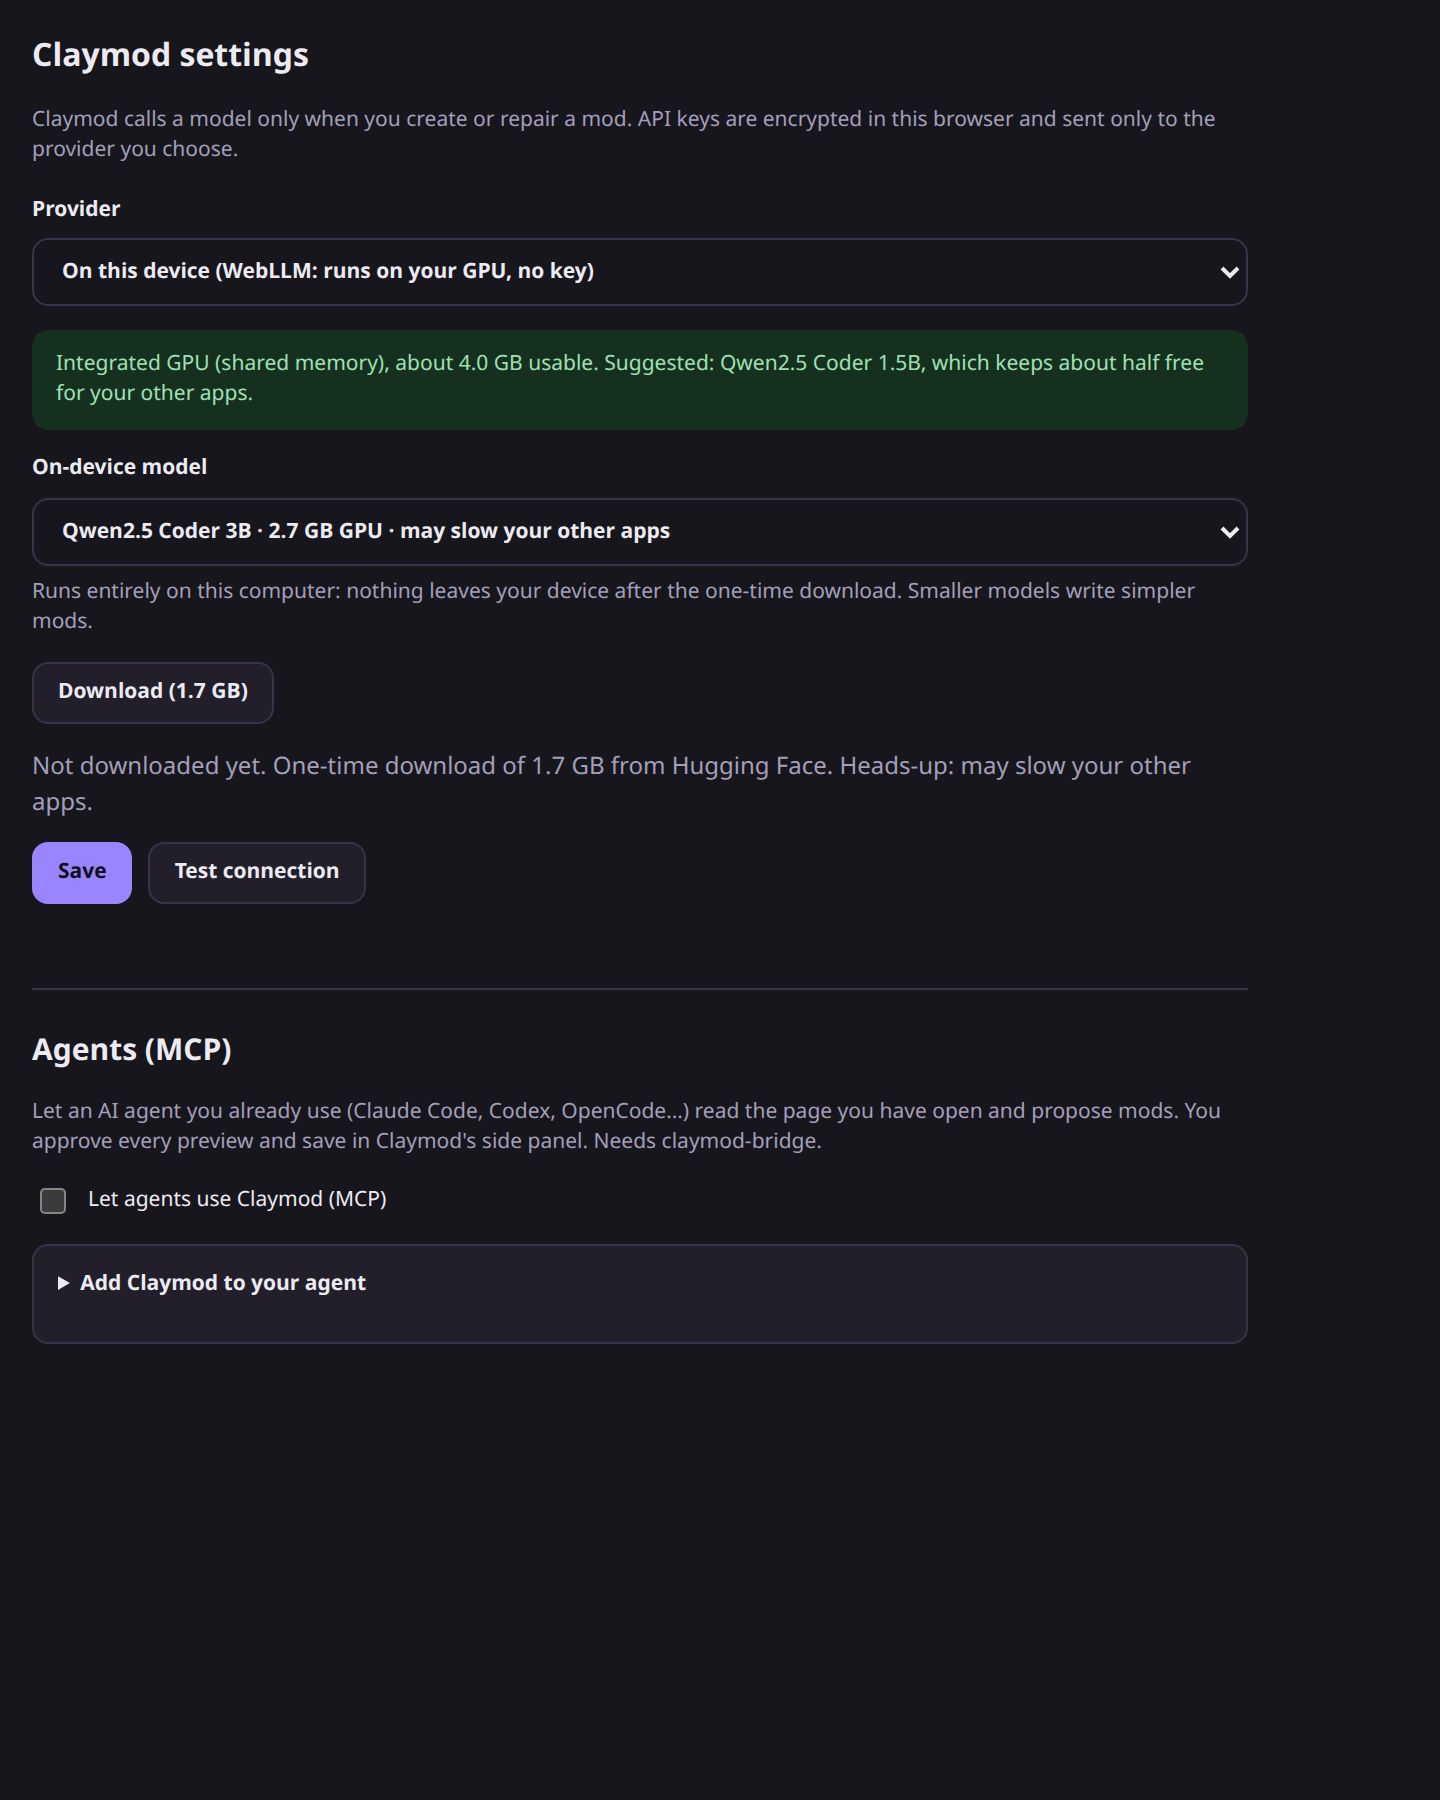 Claymod settings
Claymod calls a model only when you create or repair a mod. API keys are encrypted in this browser and sent only to the
provider you choose.
Provider
On this device (WebLLM: runs on your GPU, no key)
Integrated GPU (shared memory), about 4.0 GB usable. Suggested: Qwen2.5 Coder 1.5B, which keeps about half free
for your other apps.
On-device model
Qwen2.5 Coder 3B · 2.7 GB GPU · may slow your other apps
Runs entirely on this computer: nothing leaves your device after the one-time download. Smaller models write simpler
mods.
Download (1.7 GB)
Not downloaded yet. One-time download of 1.7 GB from Hugging Face. Heads-up: may slow your other
apps.
Save
Test connection
Agents (MCP)
Let an AI agent you already use (Claude Code, Codex, OpenCode...) read the page you have open and propose mods. You
approve every preview and save in Claymod's side panel. Needs claymod-bridge.
Let agents use Claymod (MCP)
Add Claymod to your agent